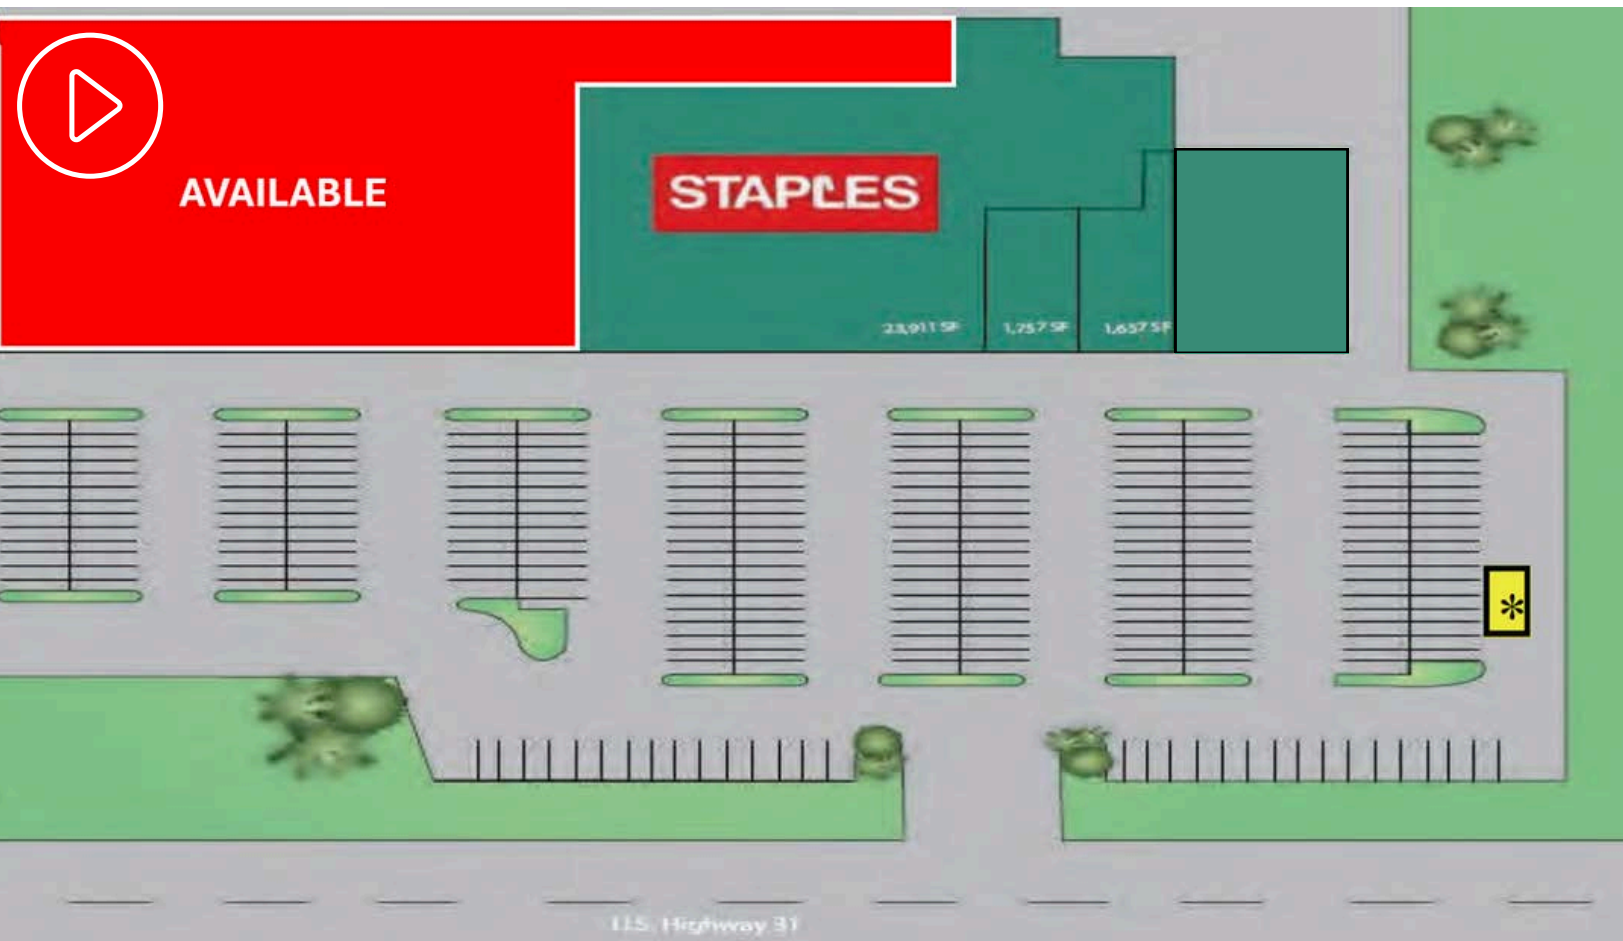 AVAILABLE
STAPLES
23,911 SF
1,757 SF
1,657 SF
*
U.S. Highway 31